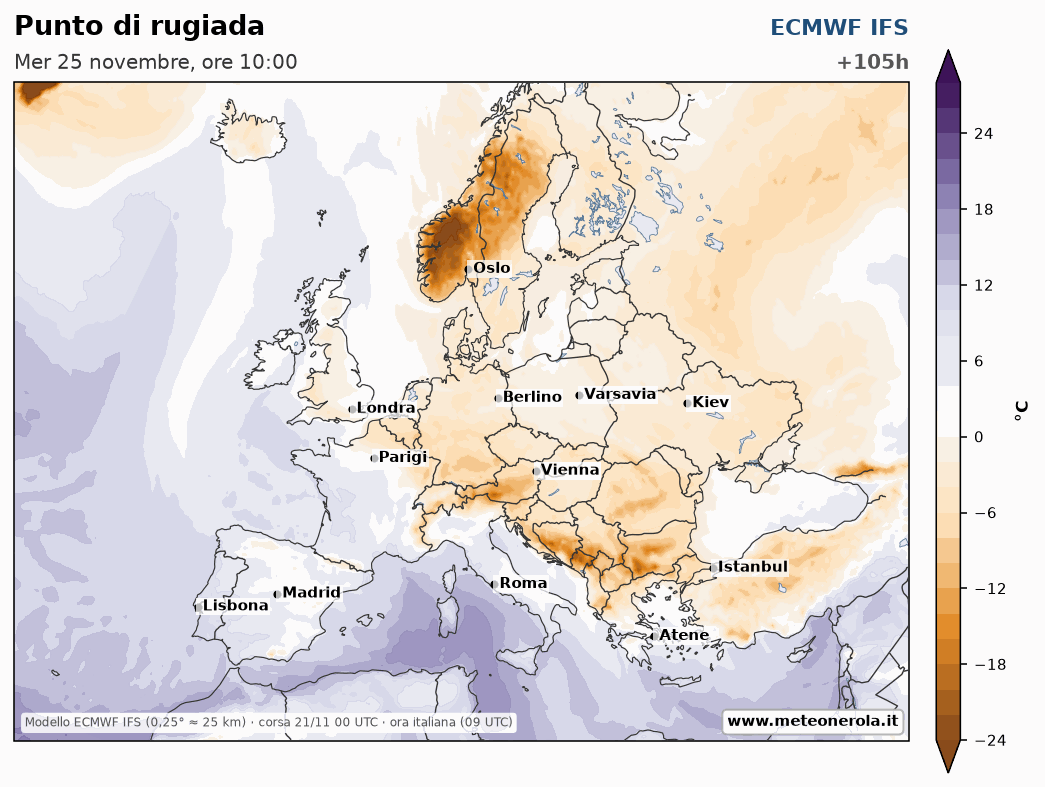 Punto di rugiada
ECMWF IFS
Mer 25 novembre, ore 10:00
+105h
24
18
12
6
0
−6
−12
−18
−24
°C
Oslo
Berlino
Varsavia
Kiev
Londra
Parigi
Vienna
Istanbul
Roma
Madrid
Lisbona
Atene
Modello ECMWF IFS (0,25° ≈ 25 km) · corsa 21/11 00 UTC · ora italiana (09 UTC)
www.meteonerola.it